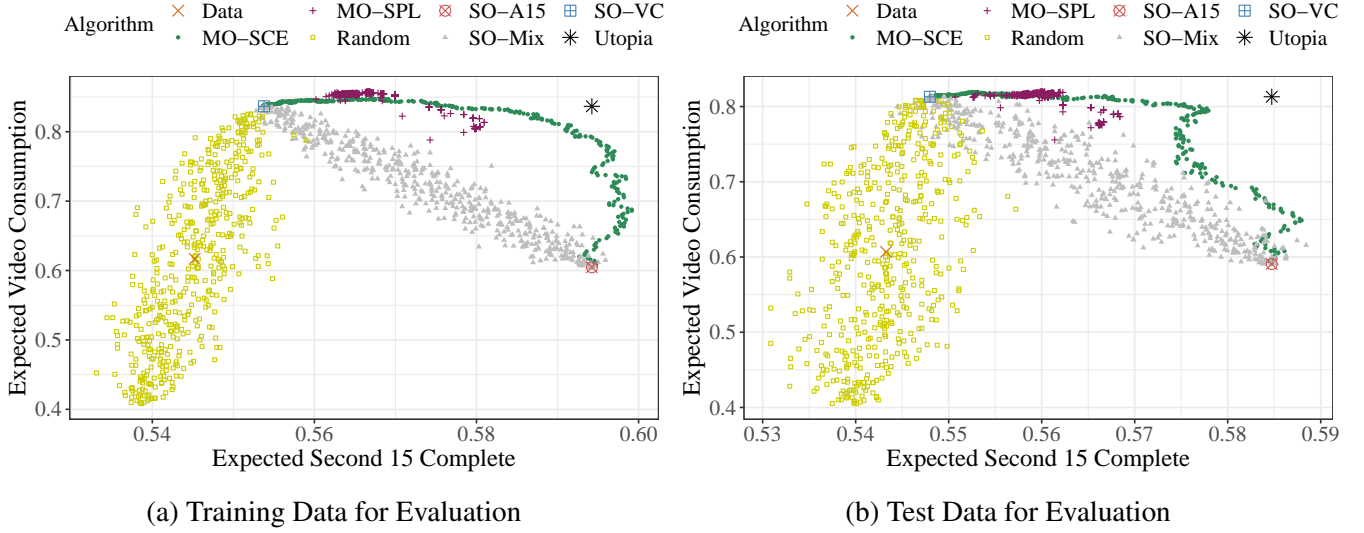 Algorithm Data MO−SPL SO−A15 SO−VC
MO−SCE Random SO−Mix Utopia
Expected Video Consumption
0.8
0.7
0.6
0.5
0.4
0.54 0.56 0.58 0.60
Expected Second 15 Complete
(a) Training Data for Evaluation
Algorithm Data MO−SPL SO−A15 SO−VC
MO−SCE Random SO−Mix Utopia
Expected Video Consumption
0.8
0.7
0.6
0.5
0.4
0.53 0.54 0.55 0.56 0.57 0.58 0.59
Expected Second 15 Complete
(b) Test Data for Evaluation